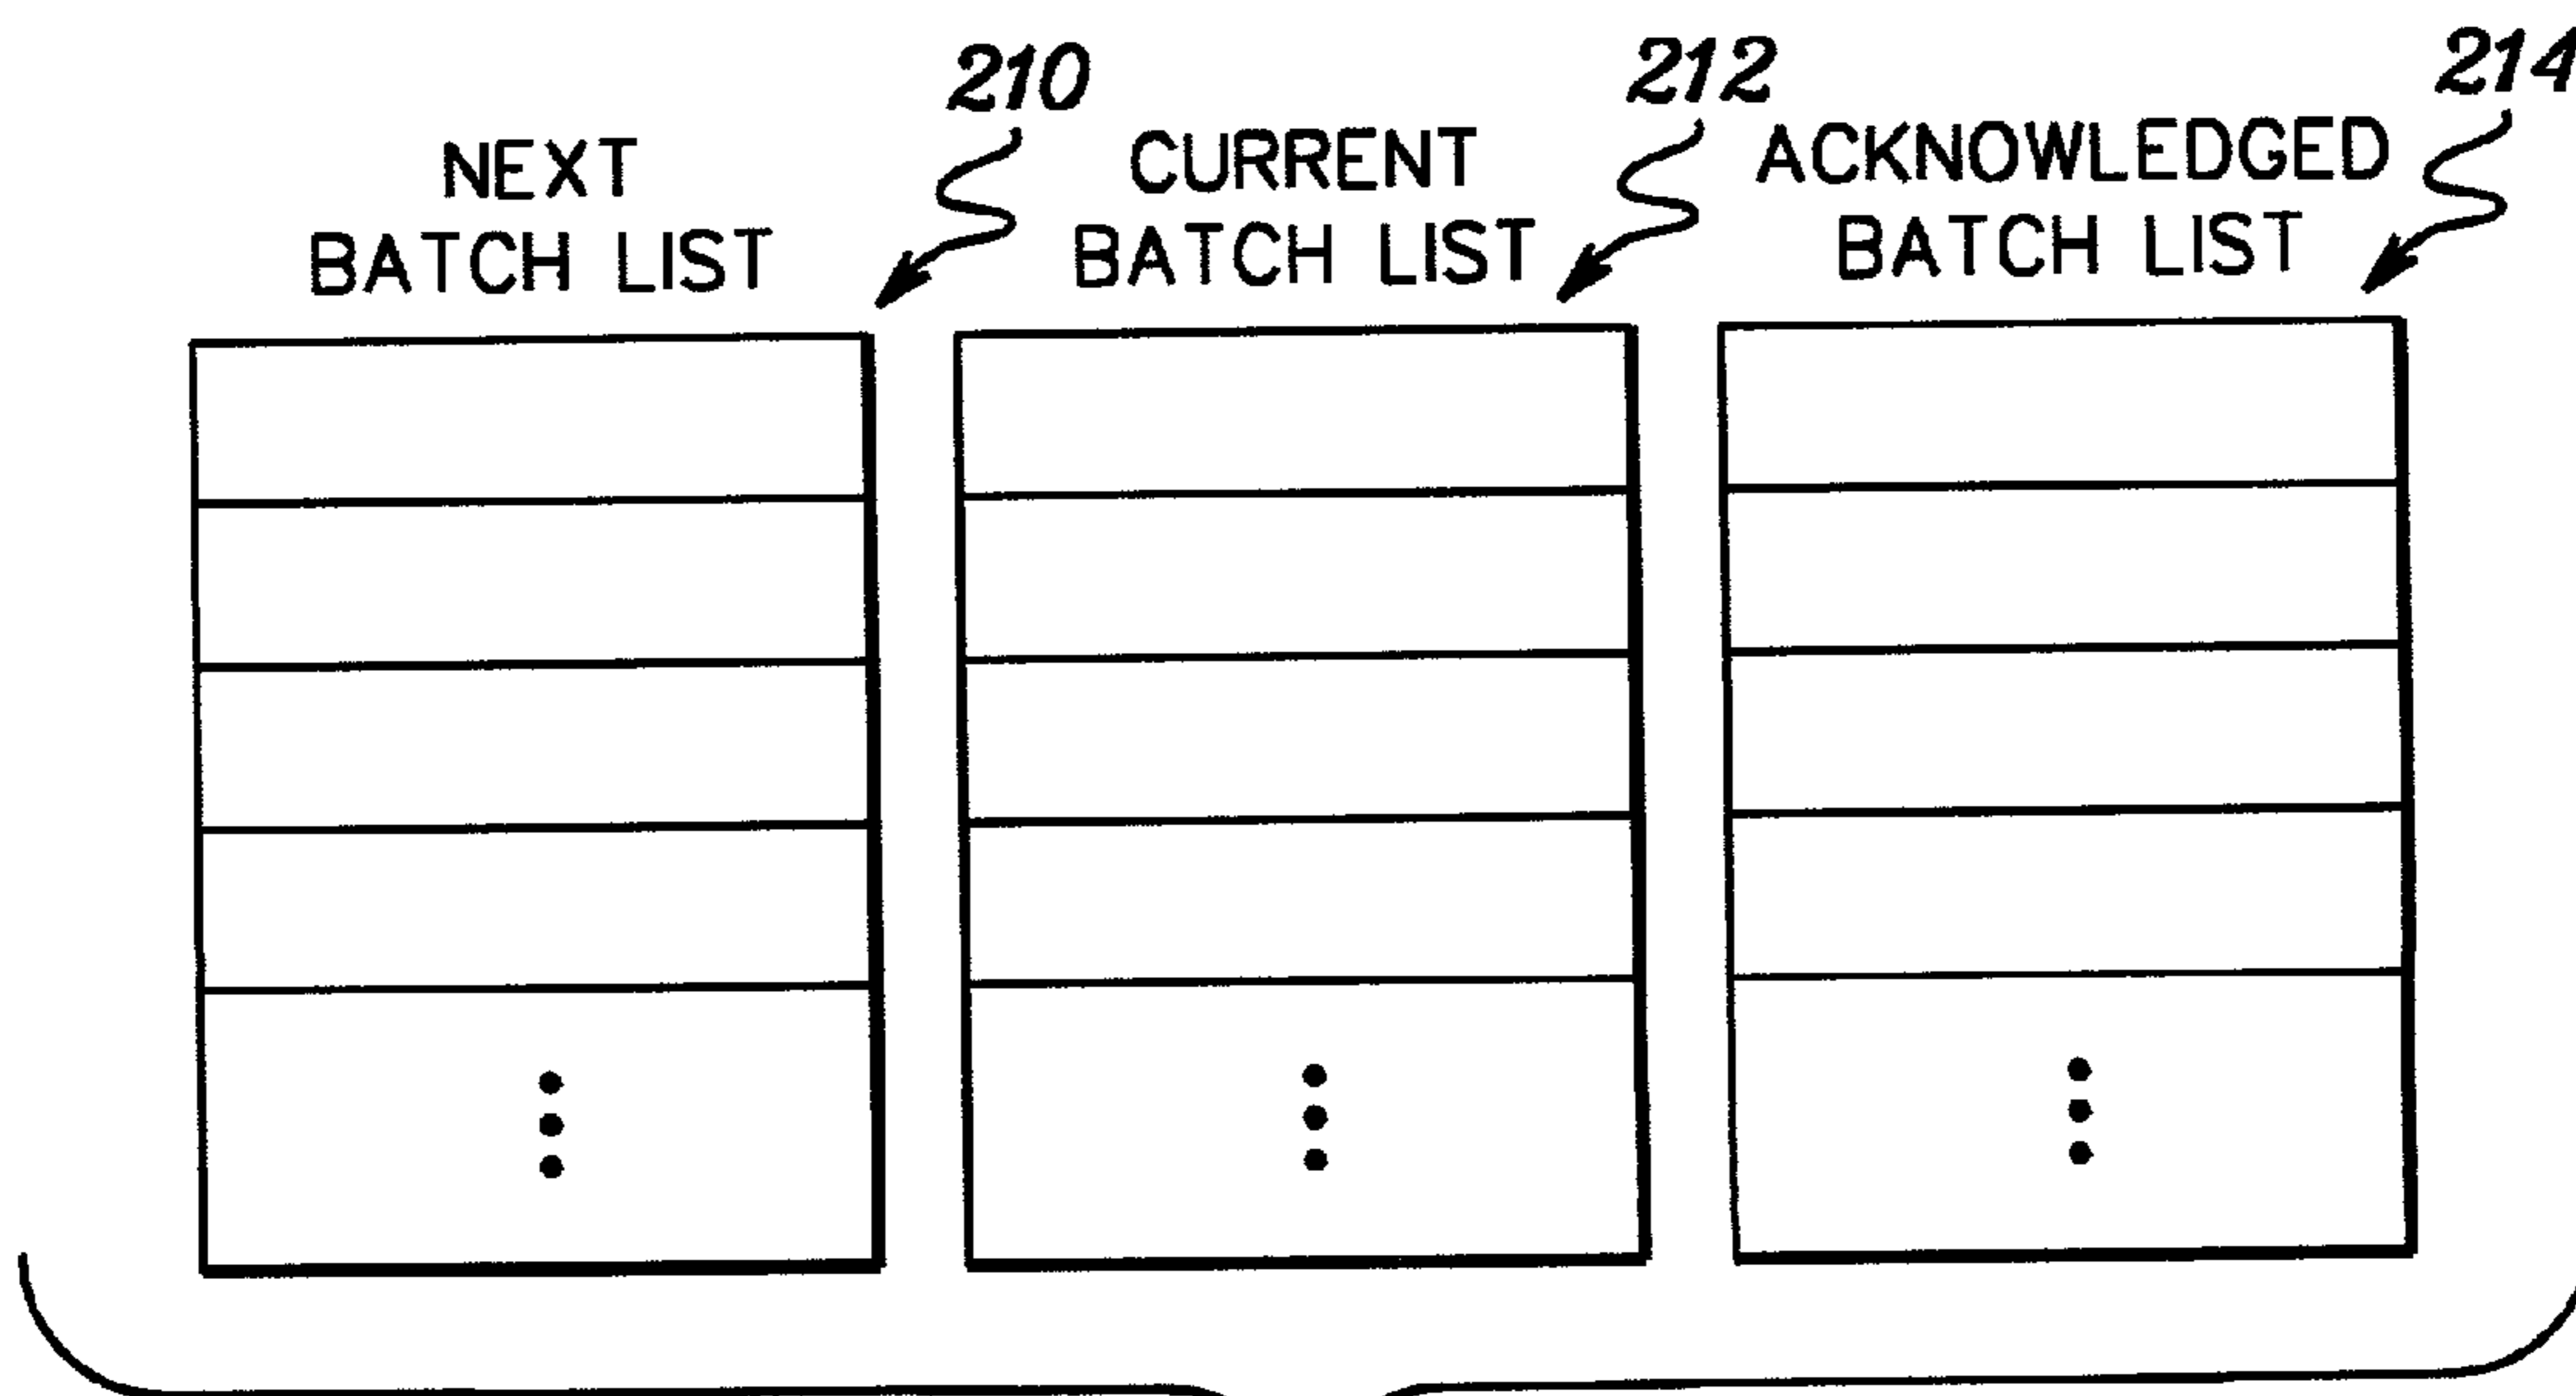 210
NEXT
BATCH LIST
212
CURRENT
BATCH LIST
214
ACKNOWLEDGED
BATCH LIST